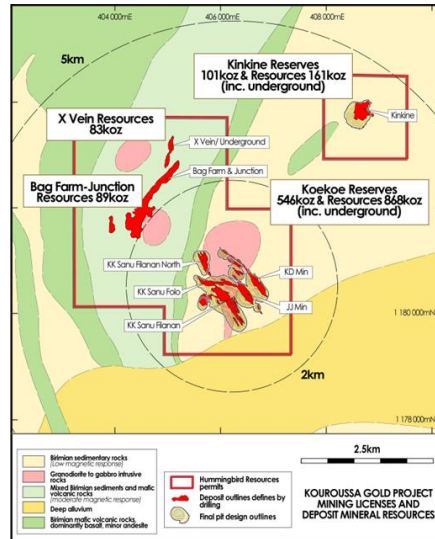 404 000mE
406 000mE
408 000mE
5km
Kinkine Reserves
101koz & Resources 161koz
(inc. underground)
X Vein Resources
83koz
Kinkine
X Vein/ Underground
Bag Farm & Junction
Bag Farm-Junction
Resources 89koz
Koekoe Reserves
546koz & Resources 868koz
(inc. underground)
KK Sanu Filanan North
KD Min
KK Sanu Folo
JJ Min
KK Sanu Filanan
1 180 000mN
2km
1 178 000mN
Birimian sedimentary rocks
(Low magnetic response)
Granodiorite to gabbro intrusive
rocks
Mixed Birimian sediments and mafic
volcanic rocks
(moderate magnetic response)
Deep alluvium
Birimian mafic volcanic rocks,
dominantly basalt, minor andesite
Hummingbird Resources
permits
Deposit outlines defines by
drilling
Final pit design outlines
2.5km
KOUROUSSA GOLD PROJECT
MINING LICENSES AND
DEPOSIT MINERAL RESOURCES